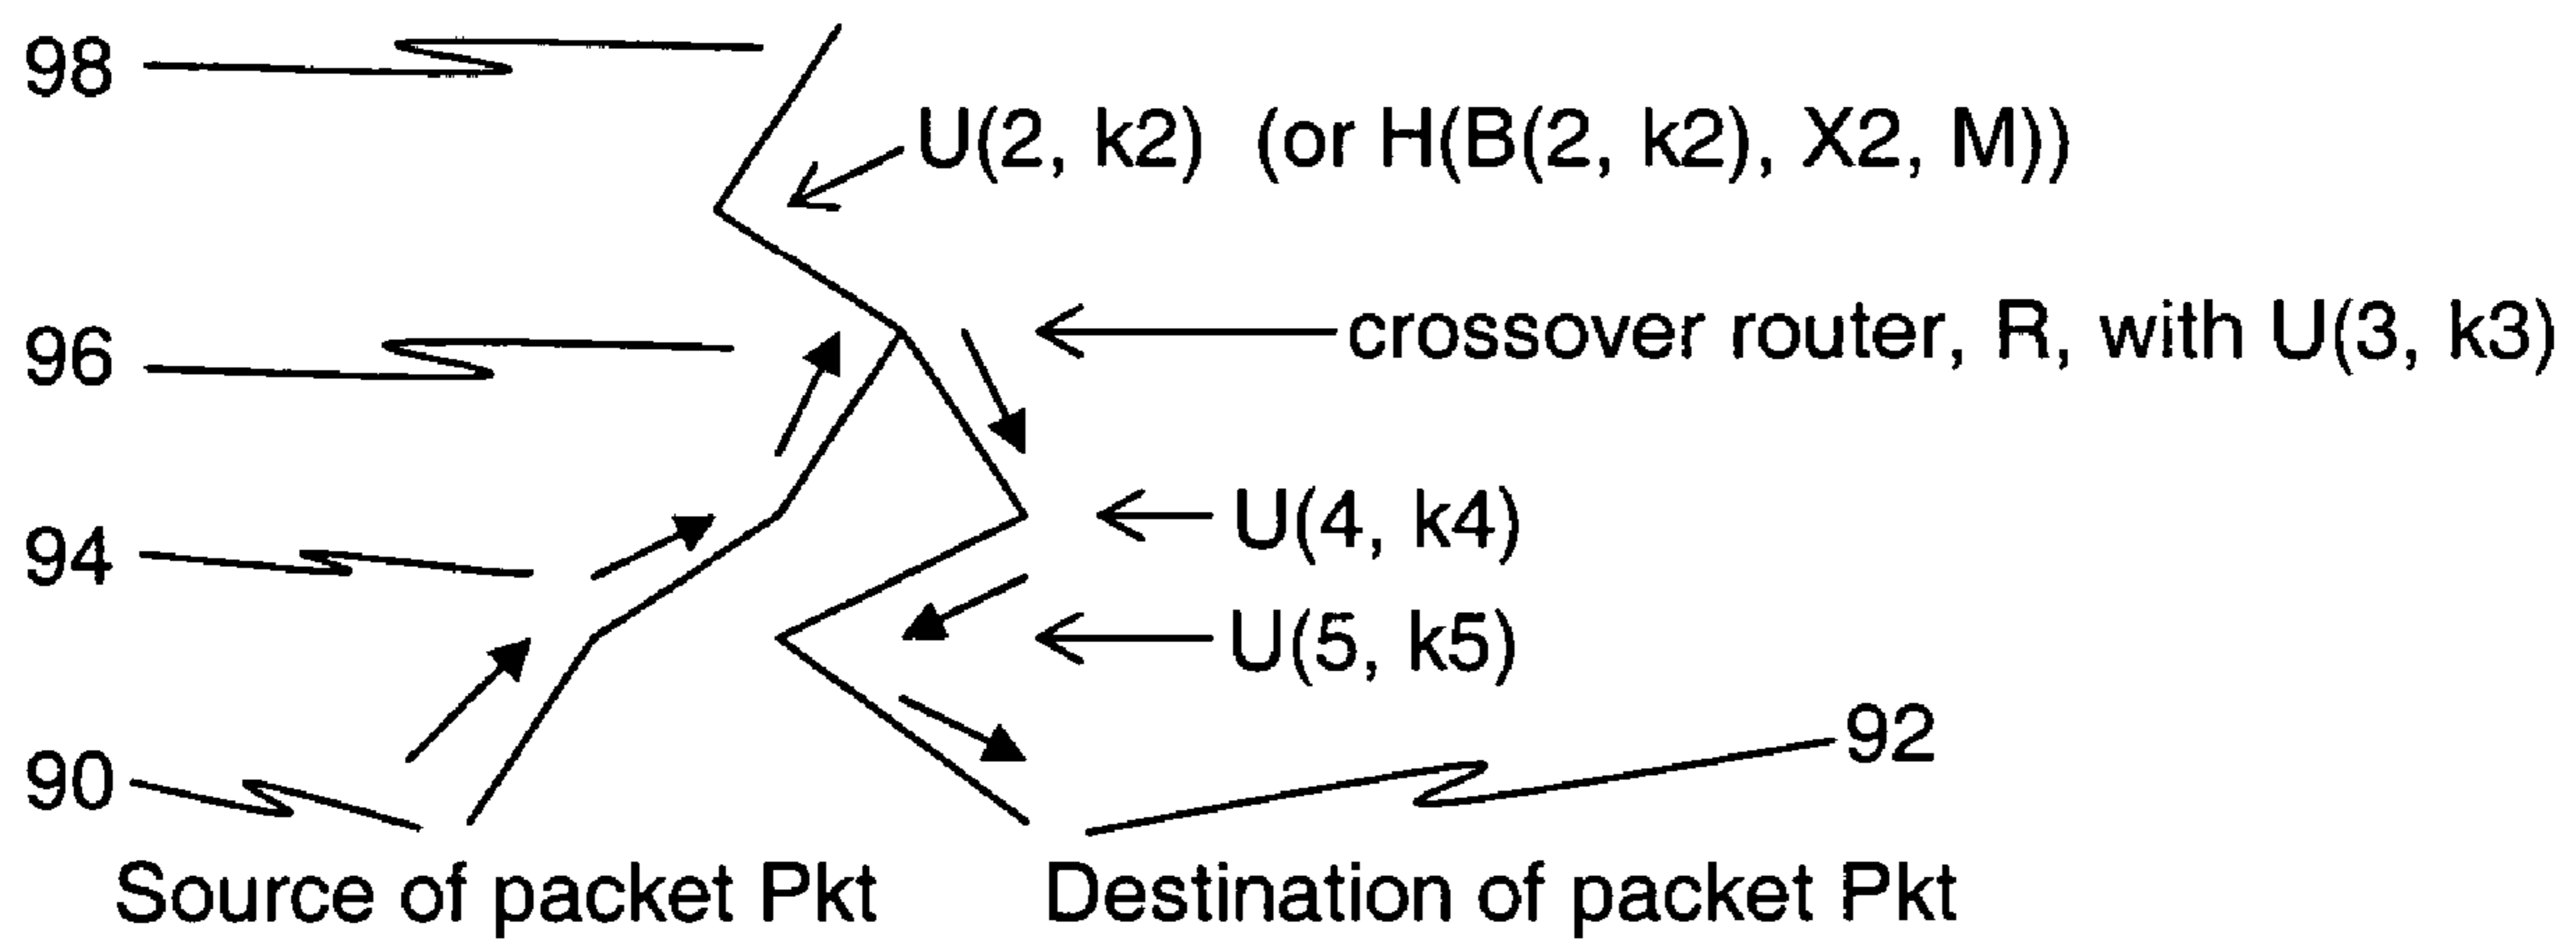 98
U(2, k2) (or H(B(2, k2), X2, M))
96
crossover router, R, with U(3, k3)
94
U(4, k4)
U(5, k5)
90
92
Source of packet Pkt
Destination of packet Pkt